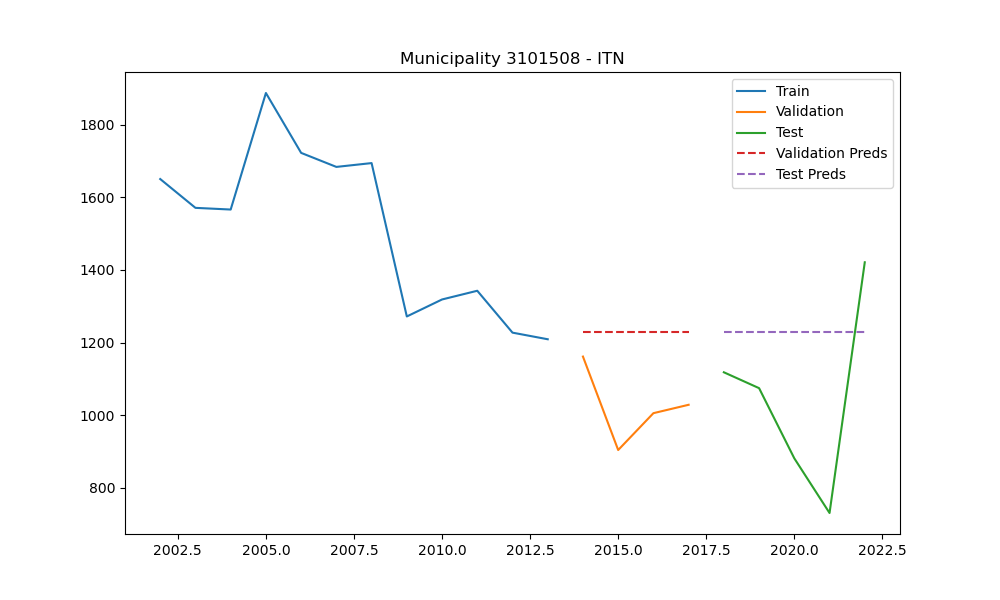 Municipality 3101508 - ITN
Train
Validation
Test
Validation Preds
Test Preds
1800
1600
1400
1200
1000
800
2002.5 2005.0 2007.5 2010.0 2012.5 2015.0 2017.5 2020.0 2022.5